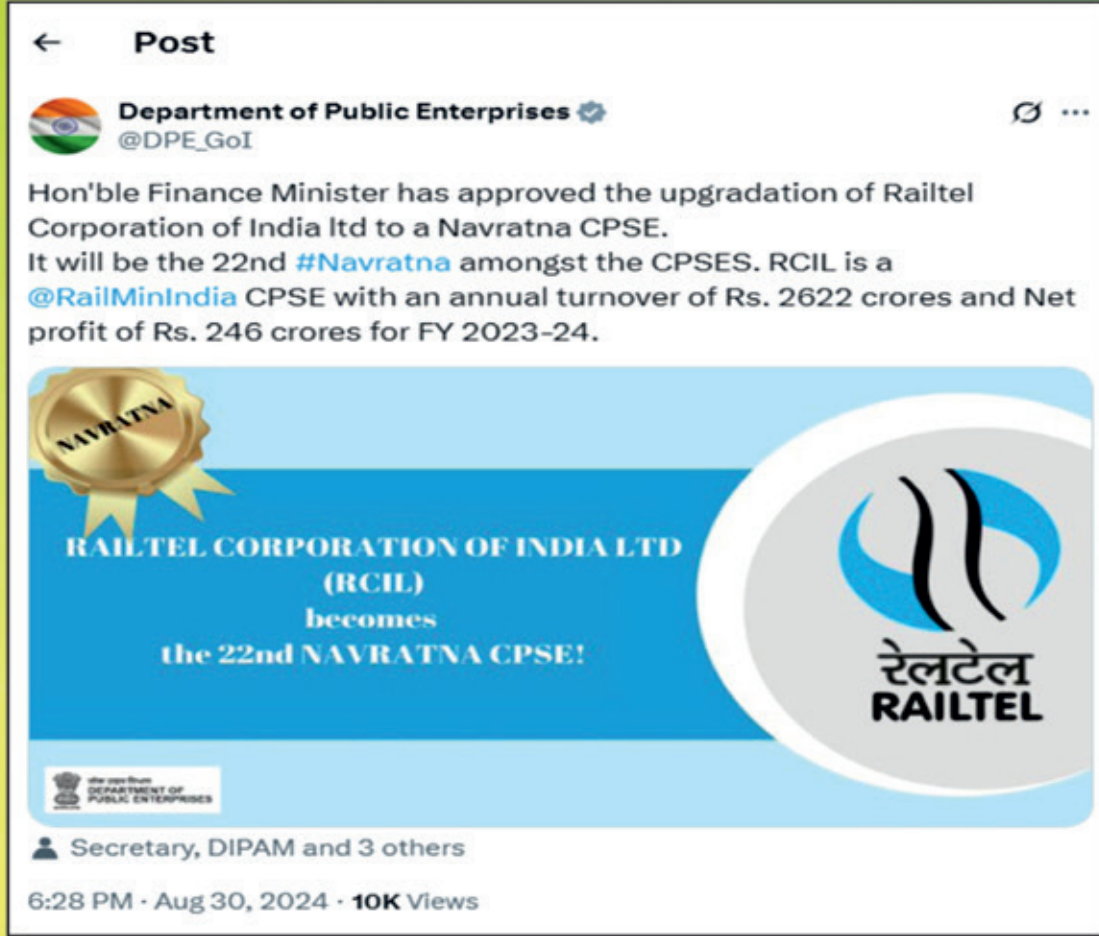 Post
Department of Public Enterprises
@DPE_GoI
Hon'ble Finance Minister has approved the upgradation of Railtel
Corporation of India ltd to a Navratna CPSE.
It will be the 22nd #Navratna amongst the CPSES. RCIL is a
@RailMinIndia CPSE with an annual turnover of Rs. 2622 crores and Net
profit of Rs. 246 crores for FY 2023-24.
NAVRATNA
RAILTEL CORPORATION OF INDIA LTD
(RCIL)
becomes
the 22nd NAVRATNA CPSE!
रेलटेल
RAILTEL
DEPARTMENT OF
PUBLIC ENTERPRISES
Secretary, DIPAM and 3 others
6:28 PM · Aug 30, 2024 · 10K Views